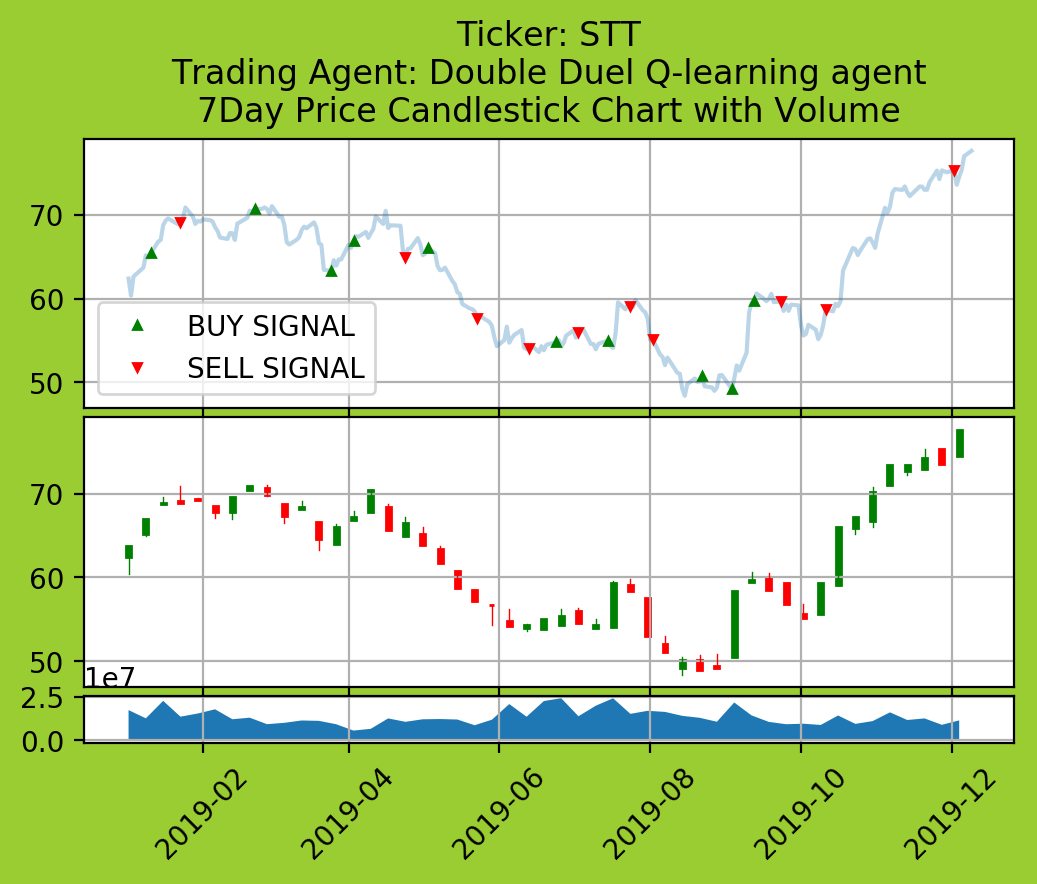 Ticker: STT
Trading Agent: Double Duel Q-learning agent
7Day Price Candlestick Chart with Volume
70
60
50
BUY SIGNAL
SELL SIGNAL
70
60
50
1e7
2.5
0.0
2019-02
2019-04
2019-06
2019-08
2019-10
2019-12